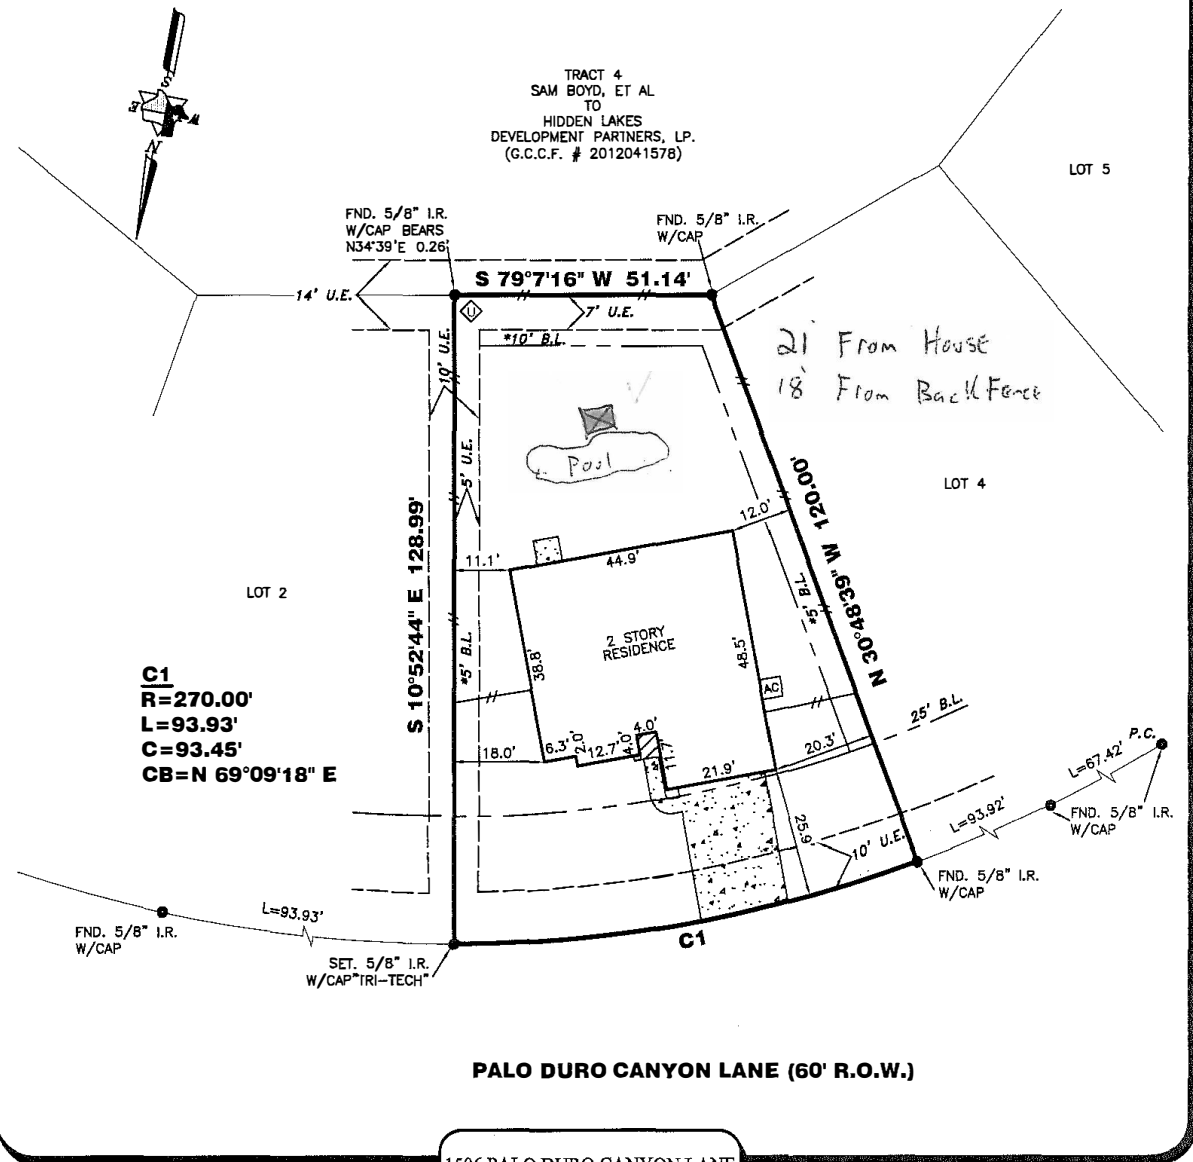 S
E
W
N
TRACT 4
SAM BOYD, ET AL
TO
HIDDEN LAKES
DEVELOPMENT PARTNERS, LP.
(G.C.C.F. # 2012041578)
LOT 5
FND. 5/8" I.R.
W/CAP BEARS
N34°39'E 0.26'
FND. 5/8" I.R.
W/CAP
S 79°7'16" W 51.14'
14' U.E.
U
7' U.E.
*10' B.L.
10' U.E.
21' From House
18' From Back Fence
Pool
5' U.E.
N 30°48'39" W 120.00'
LOT 4
12.0'
S 10°52'44" E 128.99'
11.1'
44.9'
LOT 2
2 STORY
RESIDENCE
*5' B.L.
*5' B.L.
38.8'
48.5'
AC
C1
R=270.00'
L=93.93'
C=93.45'
CB=N 69°09'18" E
25' B.L.
P.C.
18.0'
6.3'
2.0'
12.7'
4.0'
4.0'
11.7'
21.9'
20.3'
L=67.42'
L=93.92'
FND. 5/8" I.R.
W/CAP
25.9'
10' U.E.
FND. 5/8" I.R.
W/CAP
L=93.93'
FND. 5/8" I.R.
W/CAP
C1
SET. 5/8" I.R.
W/CAP"TRI-TECH"
PALO DURO CANYON LANE (60' R.O.W.)
1506 PALO DURO CANYON LANE